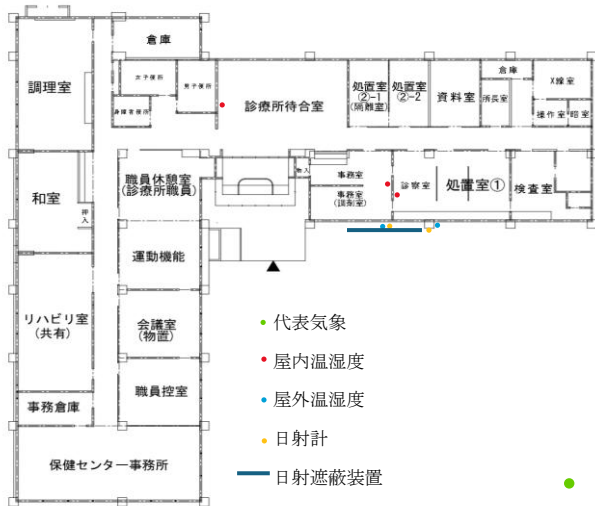 倉庫
調理室
女子便所
男子便所
身障者便所
診療所待合室
処置室
②-1
(隔離室)
処置室
②-2
資料室
倉庫
所長室
X線室
操作室
暗室
和室
押入
職員休憩室
(診療所職員)
事務室
事務室
(調剤室)
診察室
処置室①
検査室
運動機能
リハビリ室
(共有)
会議室
(物置)
職員控室
事務倉庫
保健センター事務所
代表気象
屋内温湿度
屋外温湿度
日射計
日射遮蔽装置